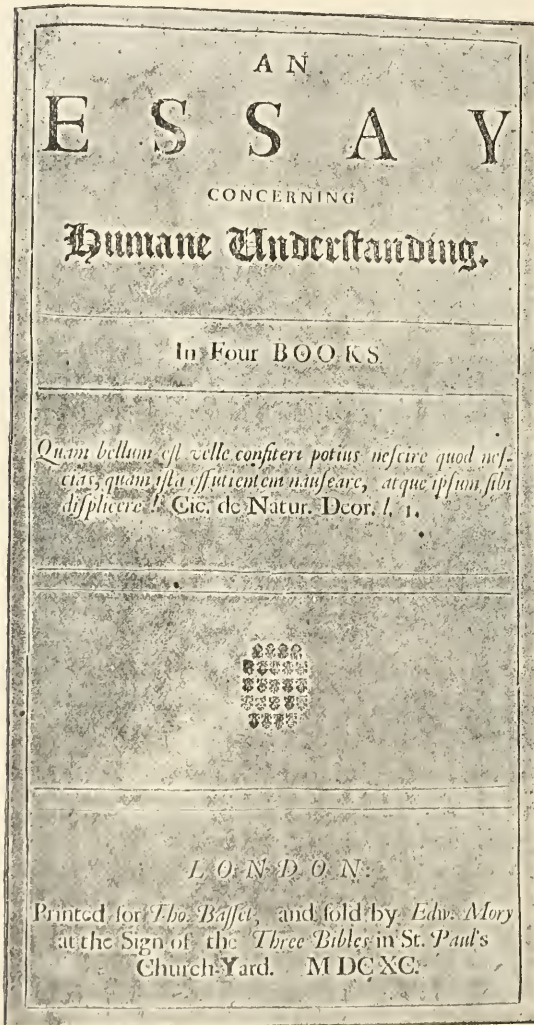 AN
ESSAY
CONCERNING
Humane Understanding.
In Four BOOKS.
Quam bellum est velle confiteri potius nescire quod nes-
cias, quam ista effutientem nauseare, atque ipsum sibi
displicere! Cic. de Natur. Deor. l. 1.
LONDON:
Printed for Tho. Basset, and sold by Edw. Mory
at the Sign of the Three Bibles in St. Paul's
Church-Yard. MDCXC.